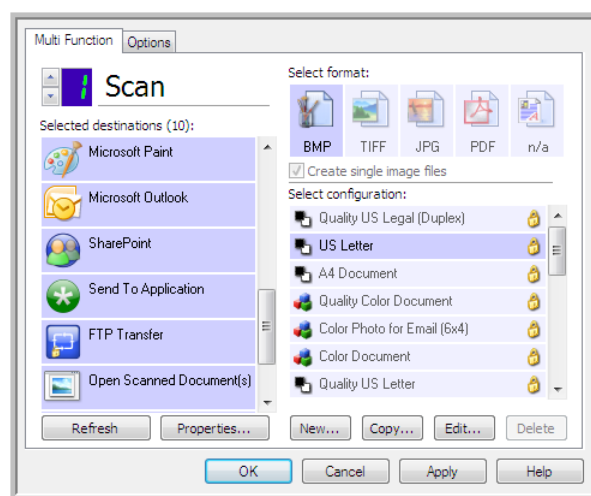 Multi Function
Options
1
Scan
Selected destinations (10):
Microsoft Paint
Microsoft Outlook
SharePoint
Send To Application
FTP Transfer
Open Scanned Document(s)
Refresh
Properties...
Select format:
BMP TIFF JPG PDF n/a
Create single image files
Select configuration:
Quality US Legal (Duplex)
US Letter
A4 Document
Quality Color Document
Color Photo for Email (6x4)
Color Document
Quality US Letter
New... Copy... Edit... Delete
OK Cancel Apply Help